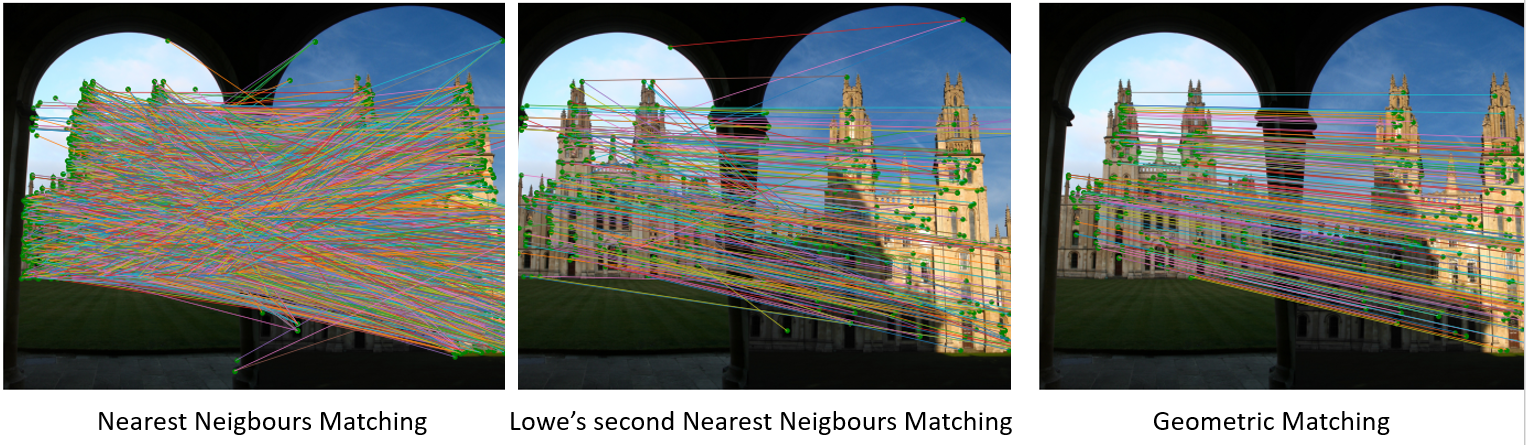 Nearest Neigbours Matching
Lowe’s second Nearest Neigbours Matching
Geometric Matching